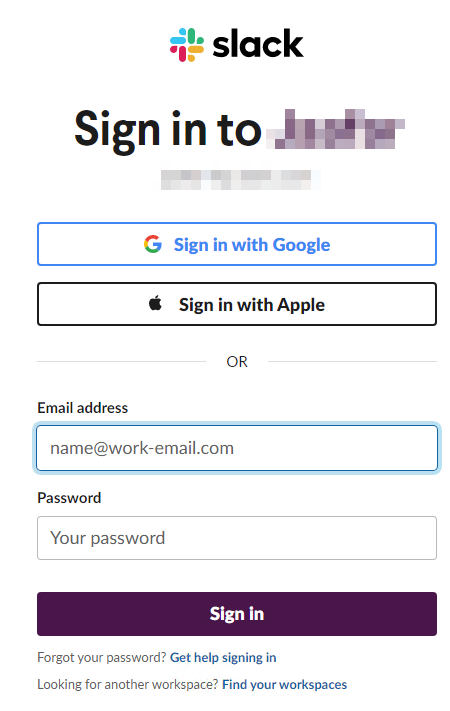 slack
Sign in to
Sign in with Google
Sign in with Apple
OR
Email address
name@work-email.com
Password
Your password
Sign in
Forgot your password? Get help signing in
Looking for another workspace? Find your workspaces